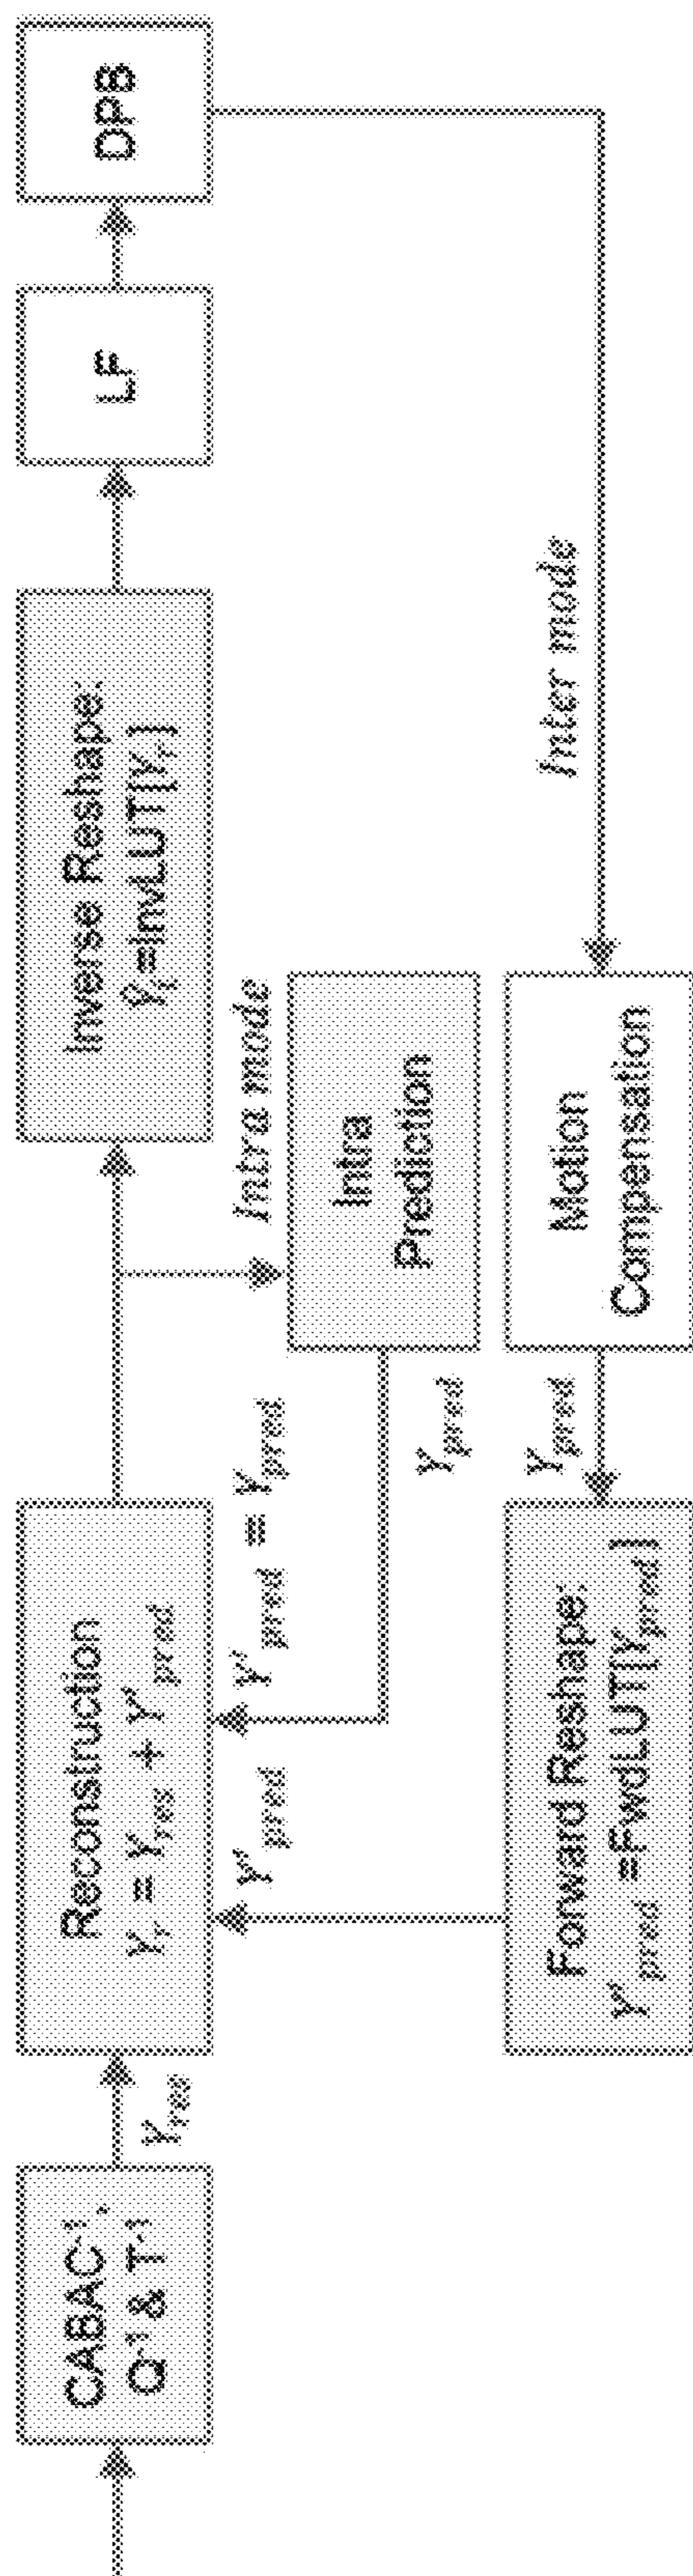 CABAC⁻¹,
Q⁻¹ & T⁻¹
Yres
Reconstruction
Yr = Yres + Y'pred
Inverse Reshape:
Ŷi=InvLUT[Yr]
LF
DPB
Y'pred
Y'pred = Ypred
Intra mode
Intra
Prediction
Ypred
Inter mode
Forward Reshape:
Y'pred =FwdLUT[Ypred]
Ypred
Motion
Compensation